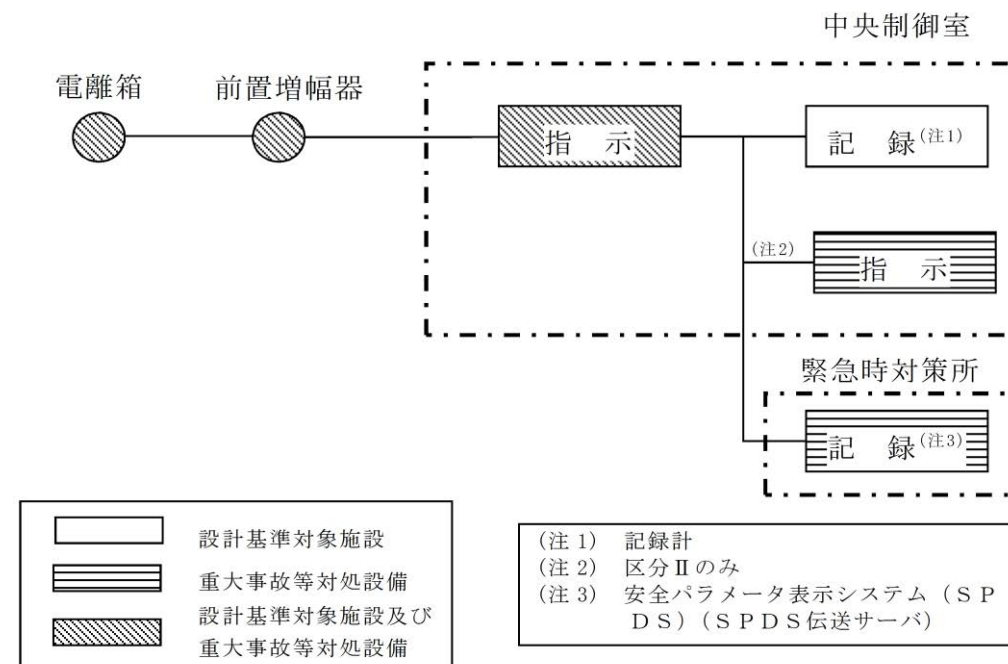 中央制御室
電離箱
前置増幅器
指 示
記 録(注1)
(注2)
指 示
緊急時対策所
記 録(注3)
設計基準対象施設
重大事故等対処設備
設計基準対象施設及び
重大事故等対処設備
(注1) 記録計
(注2) 区分Ⅱのみ
(注3) 安全パラメータ表示システム(SP
DS)(SPDS伝送サーバ)